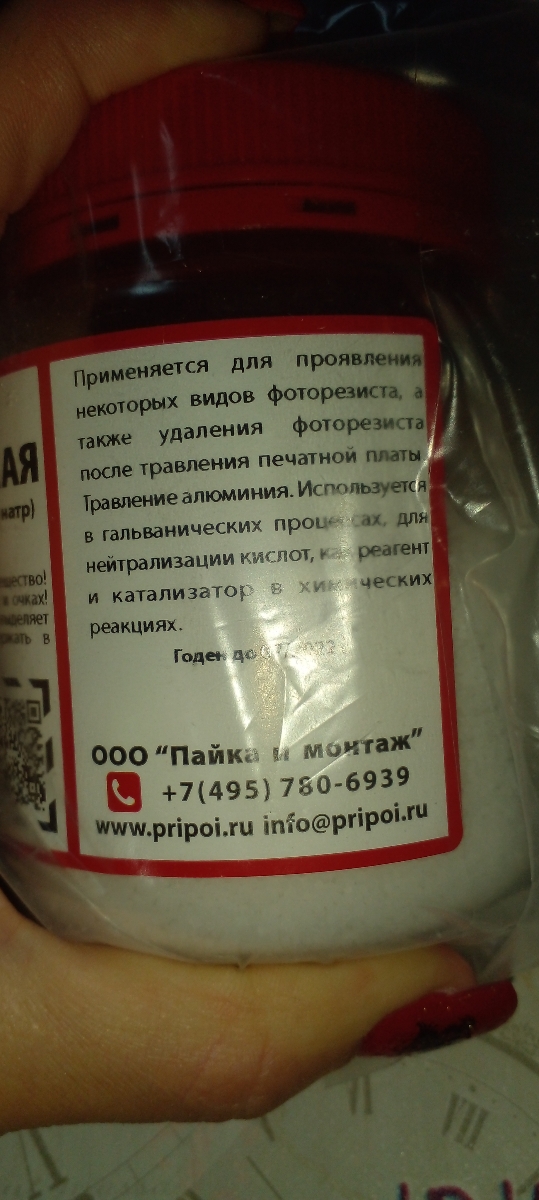 Применяется для проявления
некоторых видов фоторезиста, а
также удаления фоторезиста
после травления печатной платы.
Травление алюминия. Используется
в гальванических процессах, для
нейтрализации кислот, как реагент
и катализатор в химических
реакциях.
Годен до
ООО "Пайка и монтаж"
+7(495) 780-6939
www.pripoi.ru info@pripoi.ru
АЯ
натр)
очках!
в